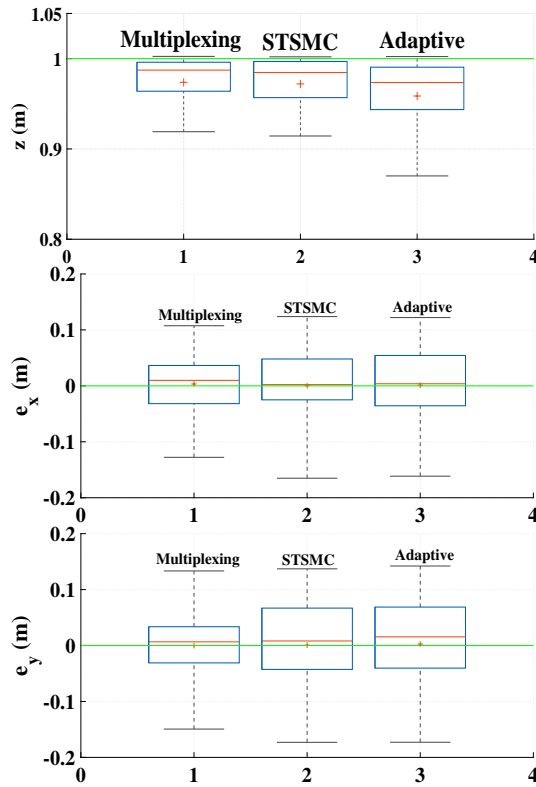 1.05
Multiplexing STSMC Adaptive
1
z (m)
0.9
0.8
0 1 2 3 4
0.2
Multiplexing STSMC Adaptive
0.1
e_x (m)
0
-0.1
-0.2
0 1 2 3 4
0.2
Multiplexing STSMC Adaptive
0.1
e_y (m)
0
-0.1
-0.2
0 1 2 3 4